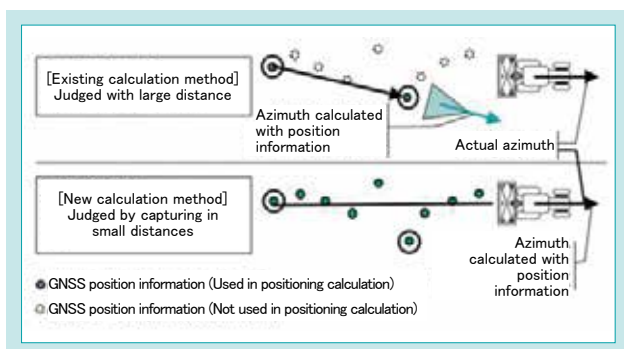 [Existing calculation method]
Judged with large distance
Azimuth calculated
with position
information
Actual azimuth
[New calculation method]
Judged by capturing in
small distances
Azimuth
calculated with
position
information
GNSS position information (Used in positioning calculation)
GNSS position information (Not used in positioning calculation)